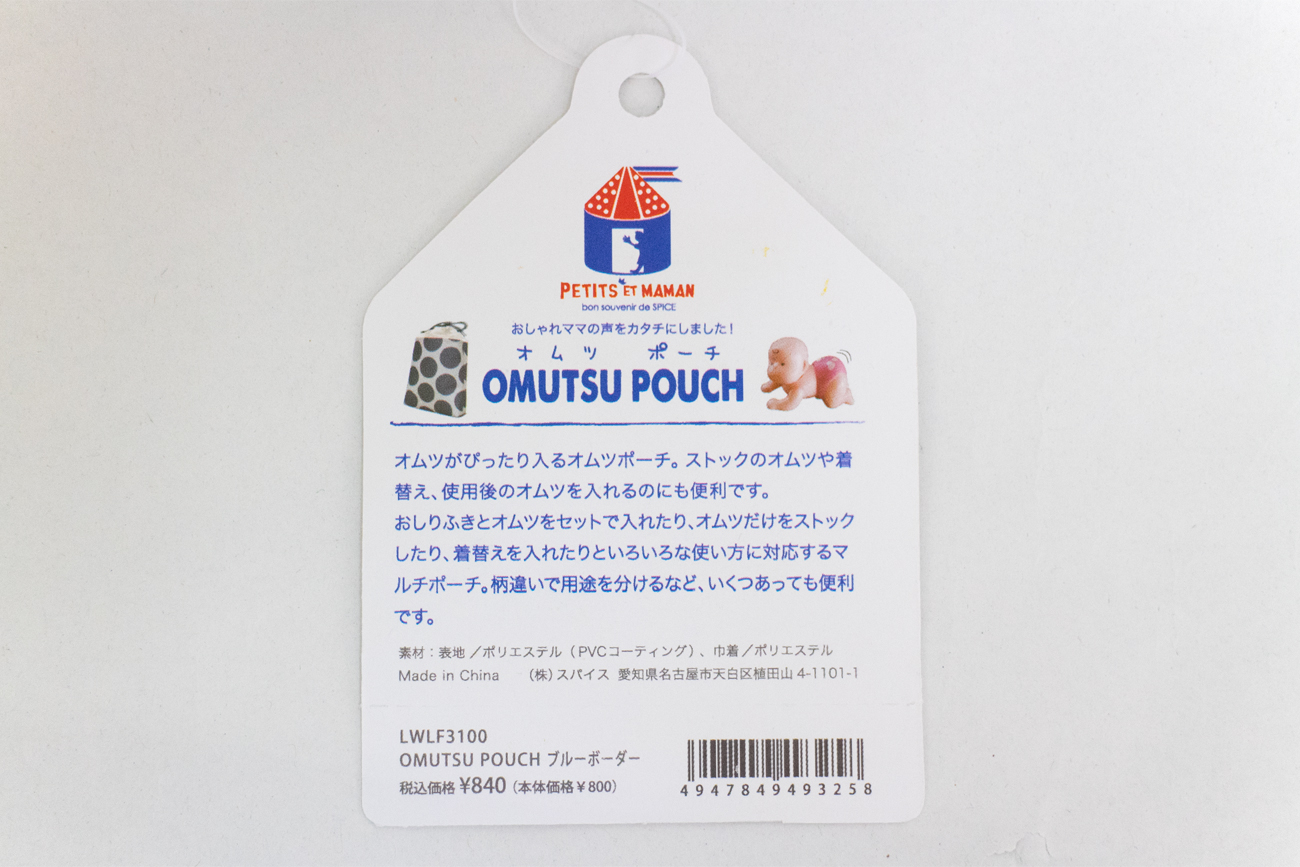 PETITS ET MAMAN
bon souvenir de SPICE
おしゃれママの声をカタチにしました!
オムツ ポーチ
OMUTSU POUCH
オムツがぴったり入るオムツポーチ。ストックのオムツや着
替え、使用後のオムツを入れるのにも便利です。
おしりふきとオムツをセットで入れたり、オムツだけをストック
したり、着替えを入れたりといろいろな使い方に対応するマ
ルチポーチ。柄違いで用途を分けるなど、いくつあっても便利
です。
素材:表地/ポリエステル(PVCコーティング)、巾着/ポリエステル
Made in China (株)スパイス 愛知県名古屋市天白区植田山4-1101-1
LWLF3100
OMUTSU POUCH ブルーボーダー
税込価格¥840(本体価格¥800)
4947849493258